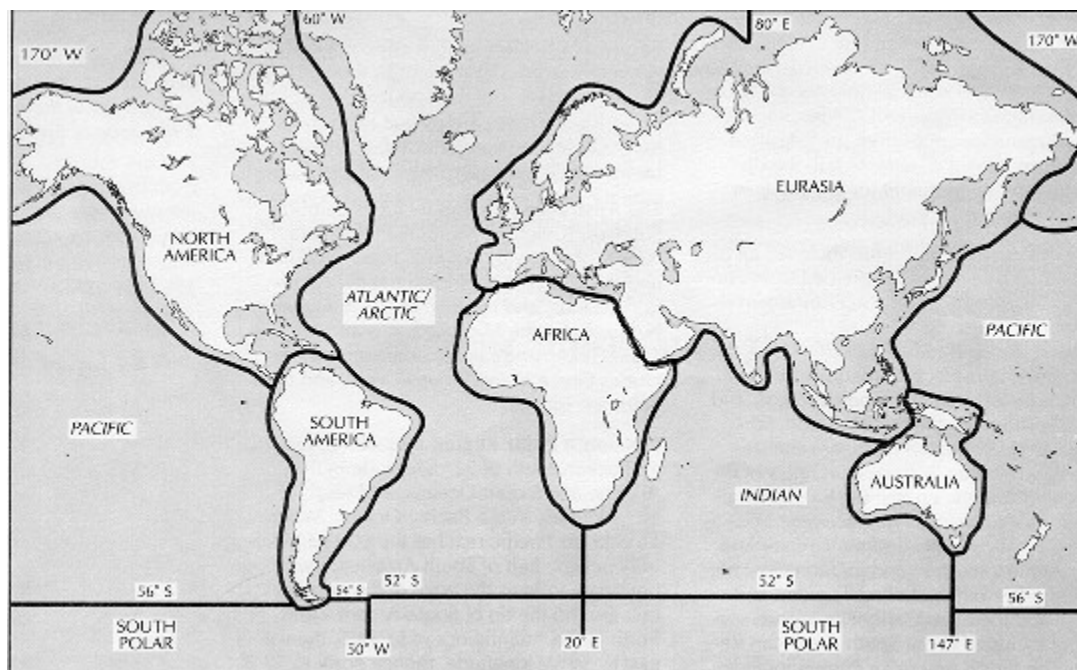 60° W
80° E
170° W
170° W
EURASIA
NORTH
AMERICA
ATLANTIC/
ARCTIC
AFRICA
PACIFIC
PACIFIC
SOUTH
AMERICA
AUSTRALIA
INDIAN
56° S
54° S
52° S
52° S
56° S
SOUTH
POLAR
50° W
20° E
SOUTH
POLAR
147° E